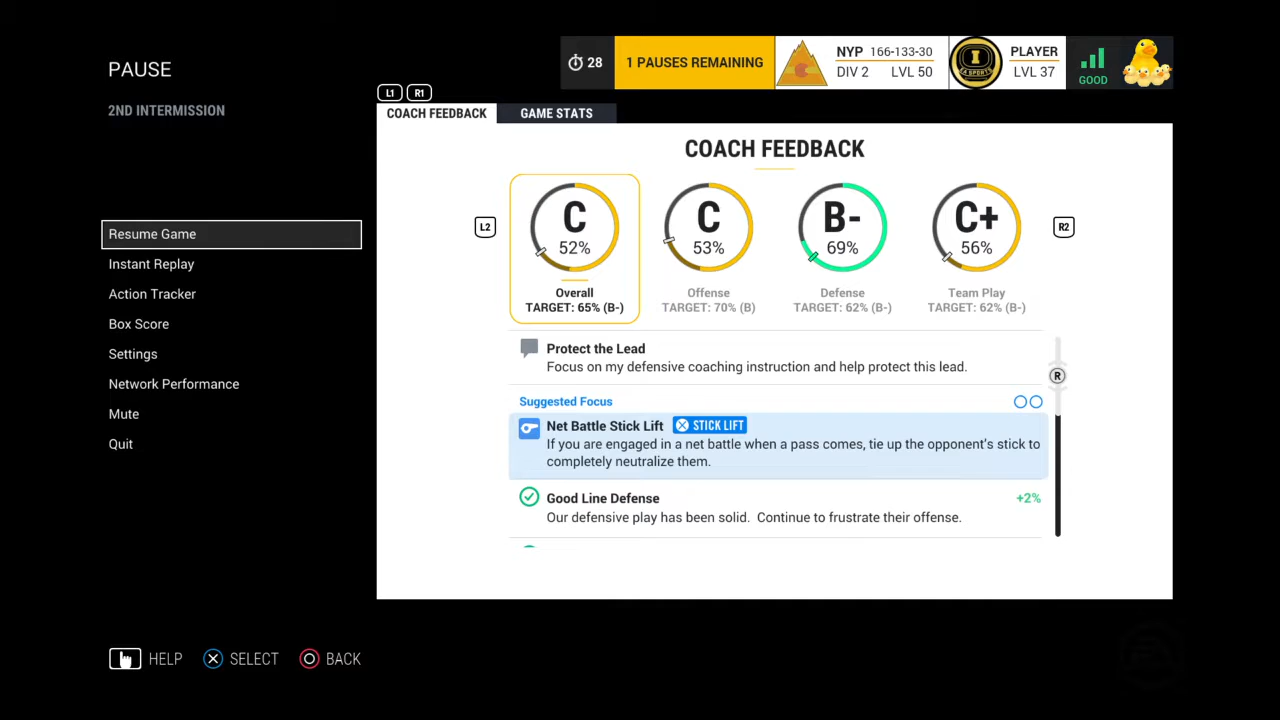 PAUSE
2ND INTERMISSION
28
1 PAUSES REMAINING
NYP 166-133-30
DIV 2 LVL 50
PLAYER
LVL 37
GOOD
L1 R1
COACH FEEDBACK
GAME STATS
Resume Game
Instant Replay
Action Tracker
Box Score
Settings
Network Performance
Mute
Quit
COACH FEEDBACK
L2
C
52%
Overall
TARGET: 65% (B-)
C
53%
Offense
TARGET: 70% (B)
B-
69%
Defense
TARGET: 62% (B-)
C+
56%
Team Play
TARGET: 62% (B-)
R2
Protect the Lead
Focus on my defensive coaching instruction and help protect this lead.
R
Suggested Focus
Net Battle Stick Lift STICK LIFT
If you are engaged in a net battle when a pass comes, tie up the opponent's stick to
completely neutralize them.
Good Line Defense +2%
Our defensive play has been solid. Continue to frustrate their offense.
HELP SELECT BACK